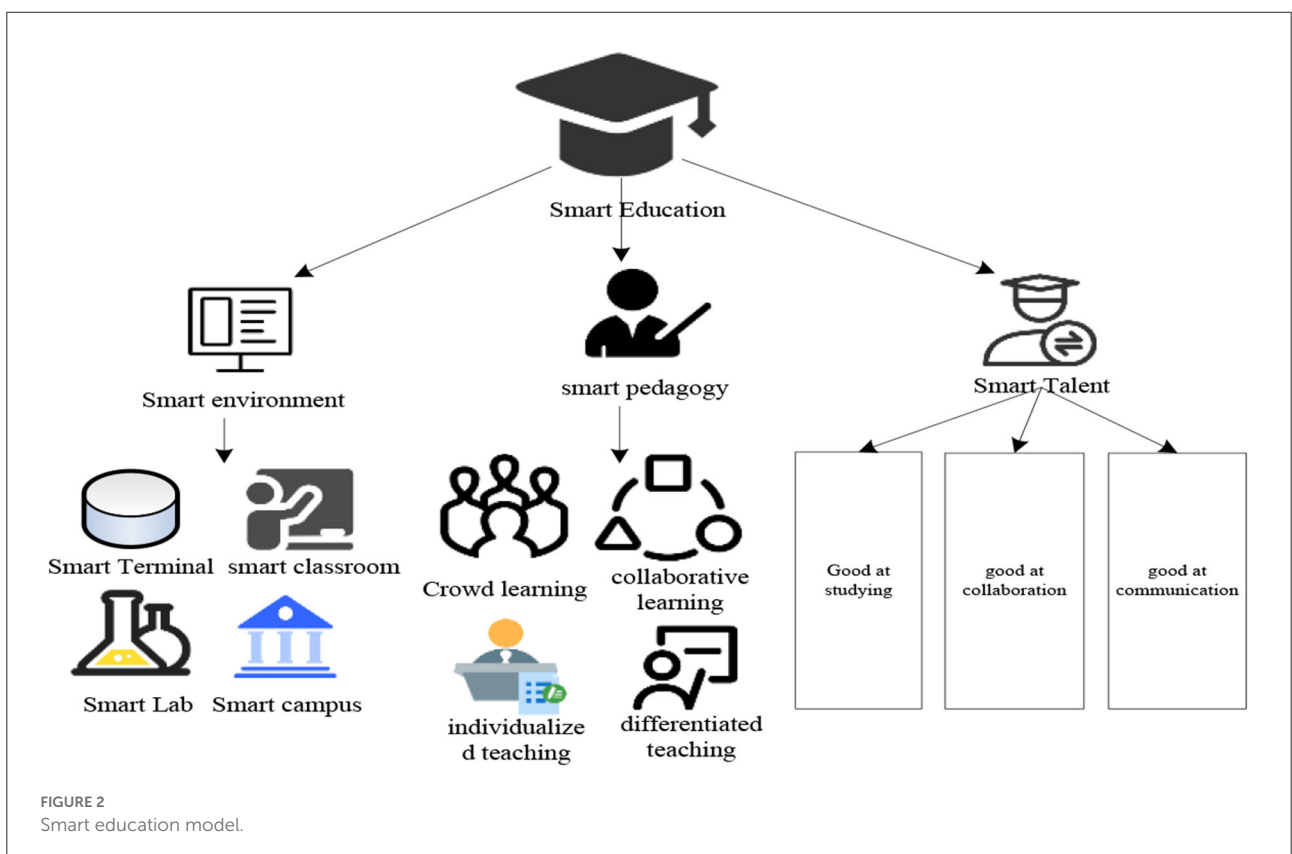 Smart Education
Smart environment
smart pedagogy
Smart Talent
Smart Terminal
smart classroom
Smart Lab
Smart campus
Crowd learning
collaborative
learning
individualize
d teaching
differentiated
teaching
Good at
studying
good at
collaboration
good at
communication
FIGURE 2
Smart education model.